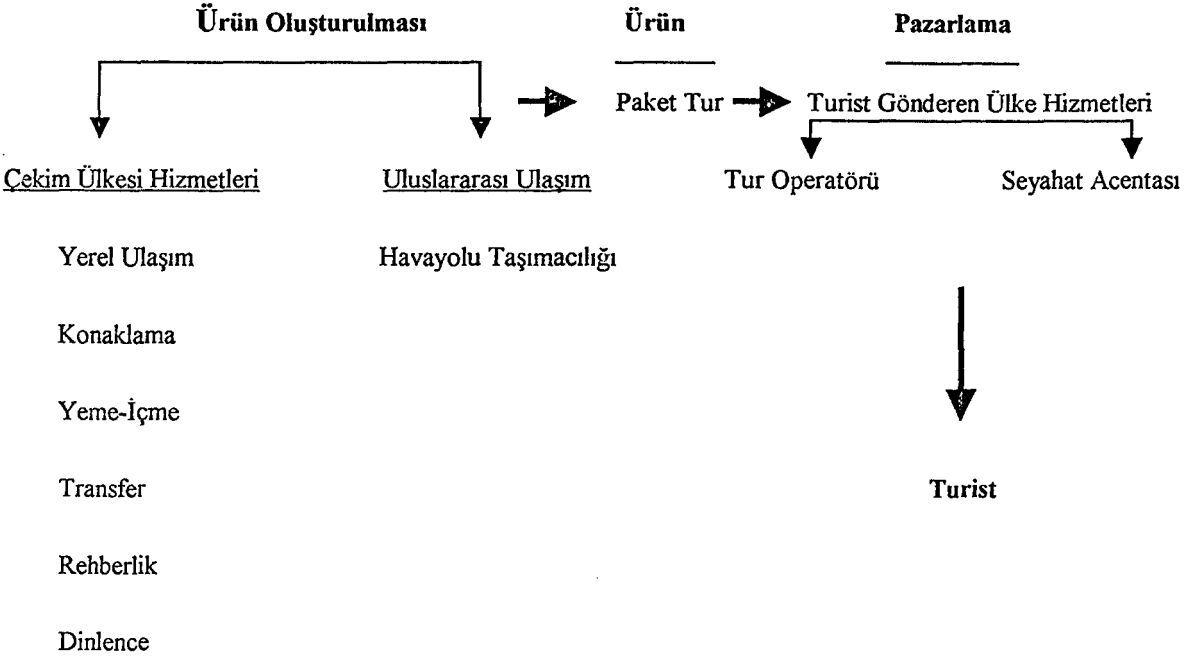 Ürün Oluşturulması
Ürün
Pazarlama
Paket Tur
Turist Gönderen Ülke Hizmetleri
Çekim Ülkesi Hizmetleri
Uluslararası Ulaşım
Tur Operatörü
Seyahat Acentası
Yerel Ulaşım
Havayolu Taşımacılığı
Konaklama
Yeme-İçme
Transfer
Turist
Rehberlik
Dinlence